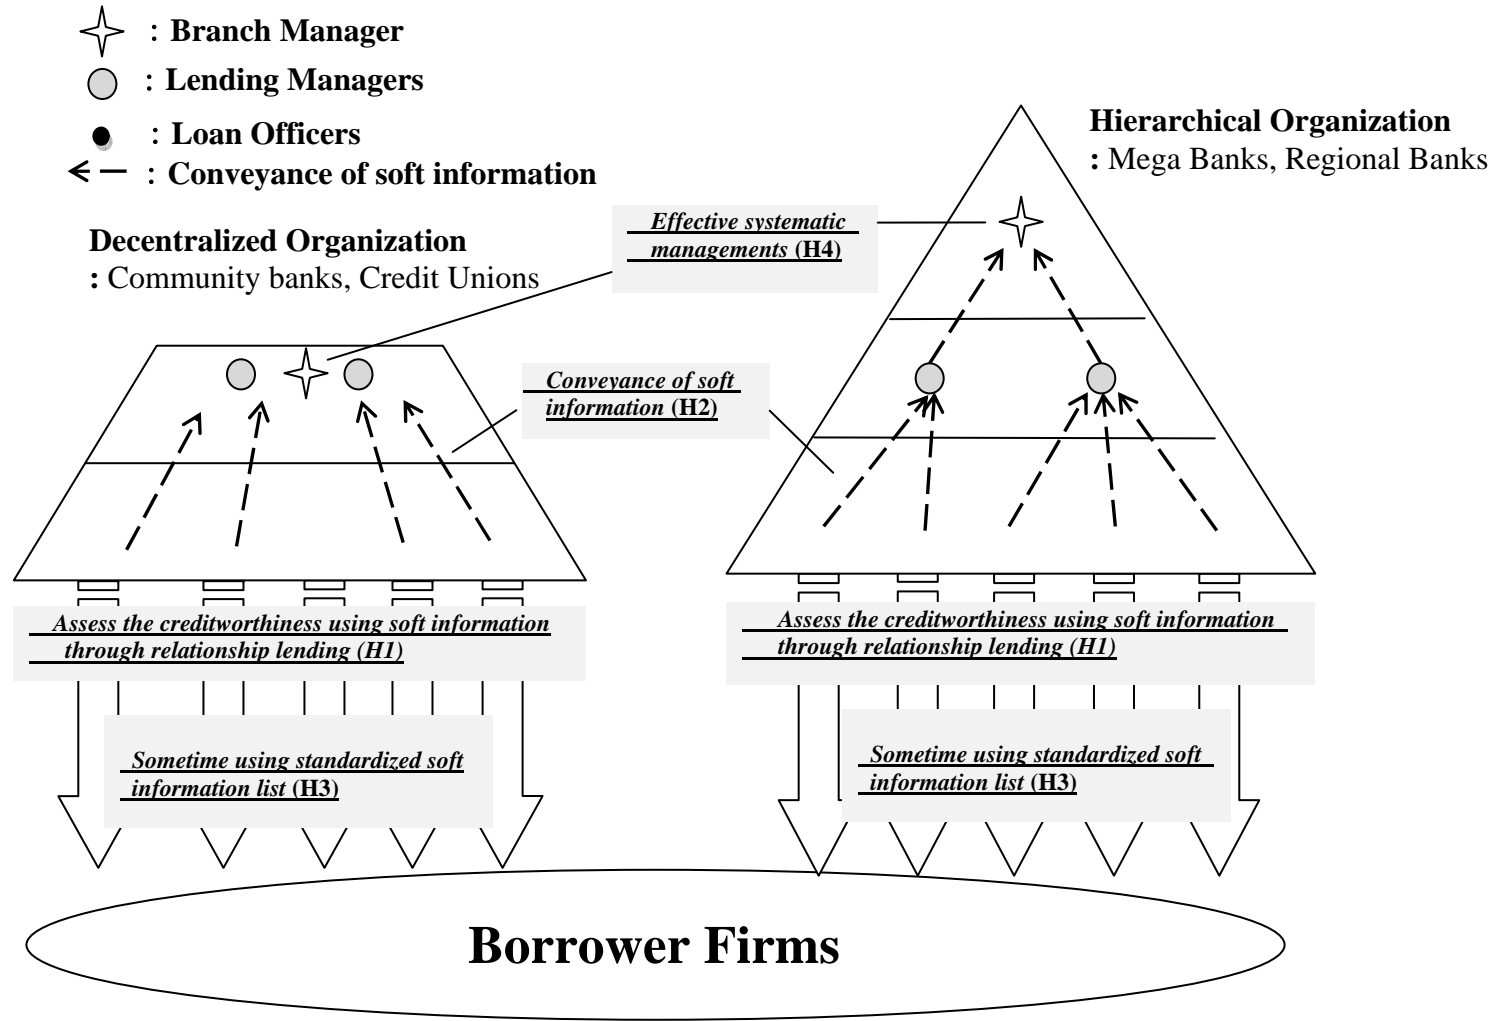 : Branch Manager
: Lending Managers
: Loan Officers
: Conveyance of soft information
Hierarchical Organization
: Mega Banks, Regional Banks
Decentralized Organization
: Community banks, Credit Unions
Effective systematic
managements (H4)
Conveyance of soft
information (H2)
Assess the creditworthiness using soft information
through relationship lending (H1)
Assess the creditworthiness using soft information
through relationship lending (H1)
Sometime using standardized soft
information list (H3)
Sometime using standardized soft
information list (H3)
Borrower Firms